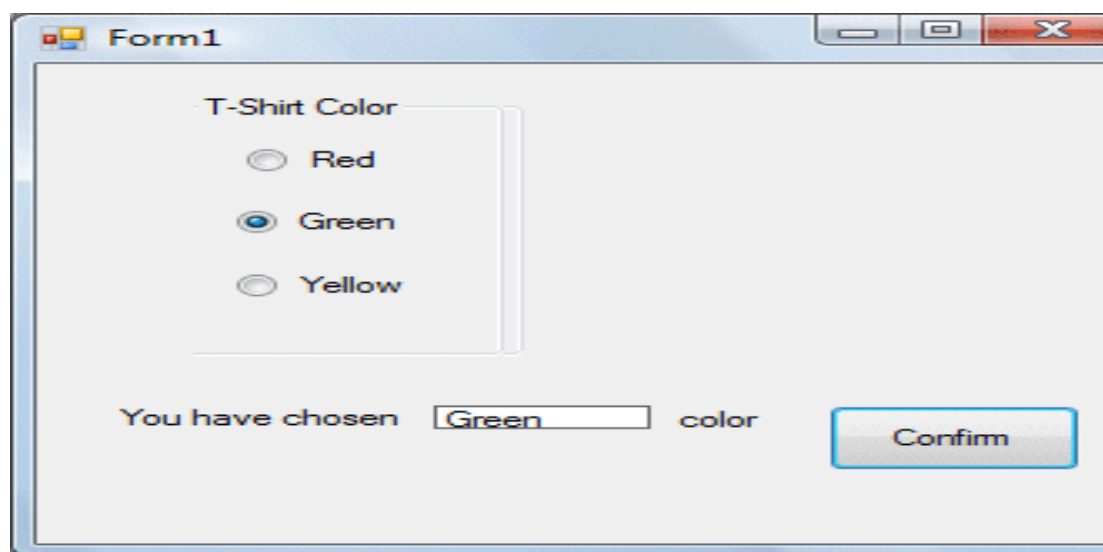 Form1
T-Shirt Color
Red
Green
Yellow
You have chosen Green color
Confirm